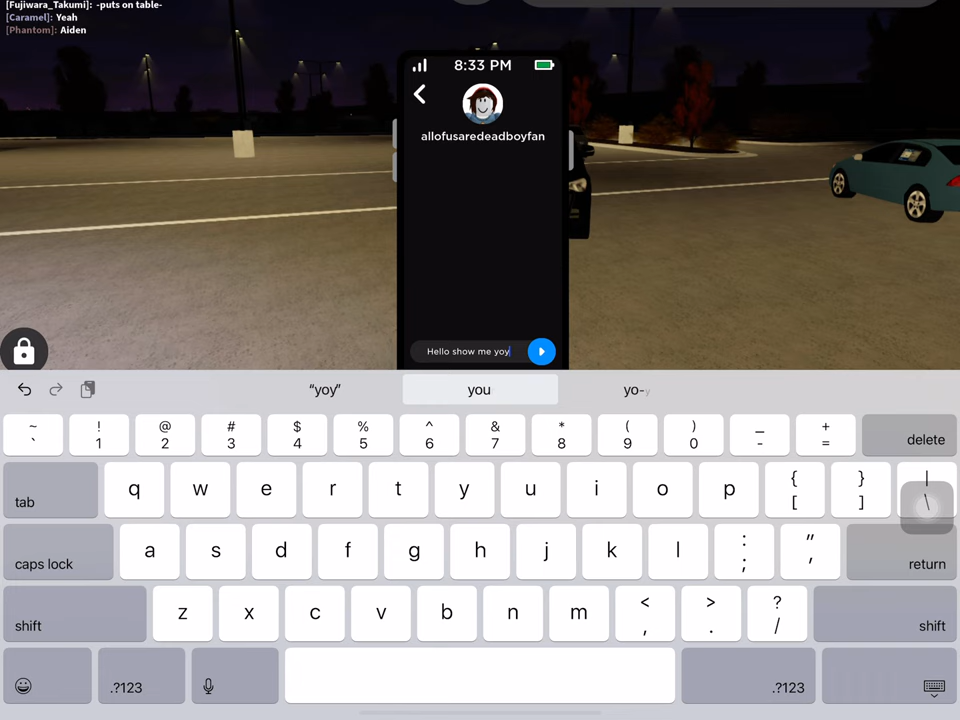 [Fujiwara_Takumi]: -puts on table-
[Caramel]: Yeah
[Phantom]: Aiden
8:33 PM
allofusaredeadboyfan
Hello show me yoy
“yoy” you yo-y
~ ! @ # $ % ^ & * ( ) _ +
` 1 2 3 4 5 6 7 8 9 0 - = delete
tab q w e r t y u i o p { [ } ] | \
caps lock a s d f g h j k l : ; " ' return
shift z x c v b n m < , > . ? / shift
.?123 .?123